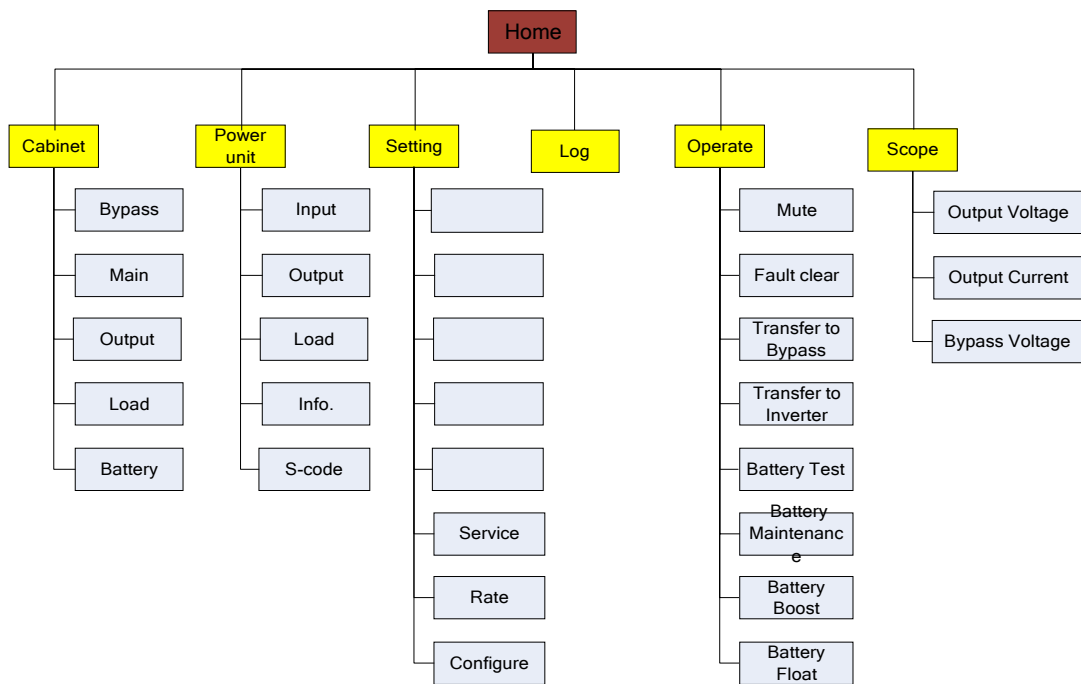 Home
Cabinet
Bypass
Main
Output
Load
Battery
Power
unit
Input
Output
Load
Info.
S-code
Setting
Service
Rate
Configure
Log
Operate
Mute
Fault clear
Transfer to
Bypass
Transfer to
Inverter
Battery Test
Battery
Maintenanc
e
Battery
Boost
Battery
Float
Scope
Output Voltage
Output Current
Bypass Voltage